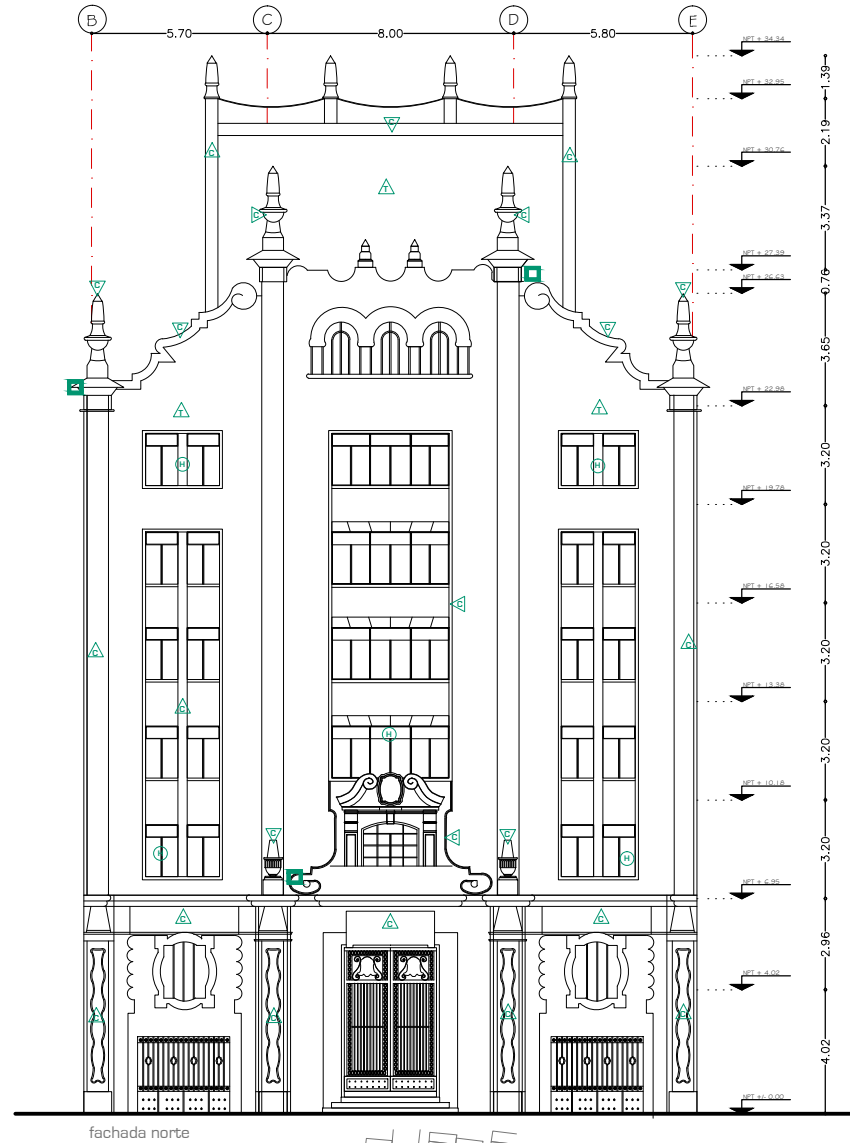 B C D E
5.70 8.00 5.80
NPT + 34.34
1.39
NPT + 32.95
2.19
C
C
C
NPT + 30.76
T
3.37
C
C
NPT + 27.39
0.76
NPT + 26.63
C
C
C
C
3.65
N
NPT + 22.98
T
T
3.20
H
H
NPT + 19.78
3.20
NPT + 16.58
C
3.20
C
C
NPT + 13.38
C
3.20
H
NPT + 10.18
C
C
C
3.20
H
H
NPT + 6.95
C
C
C
2.96
NPT + 4.02
C
C
C
C
4.02
NPT +/- 0.00
fachada norte